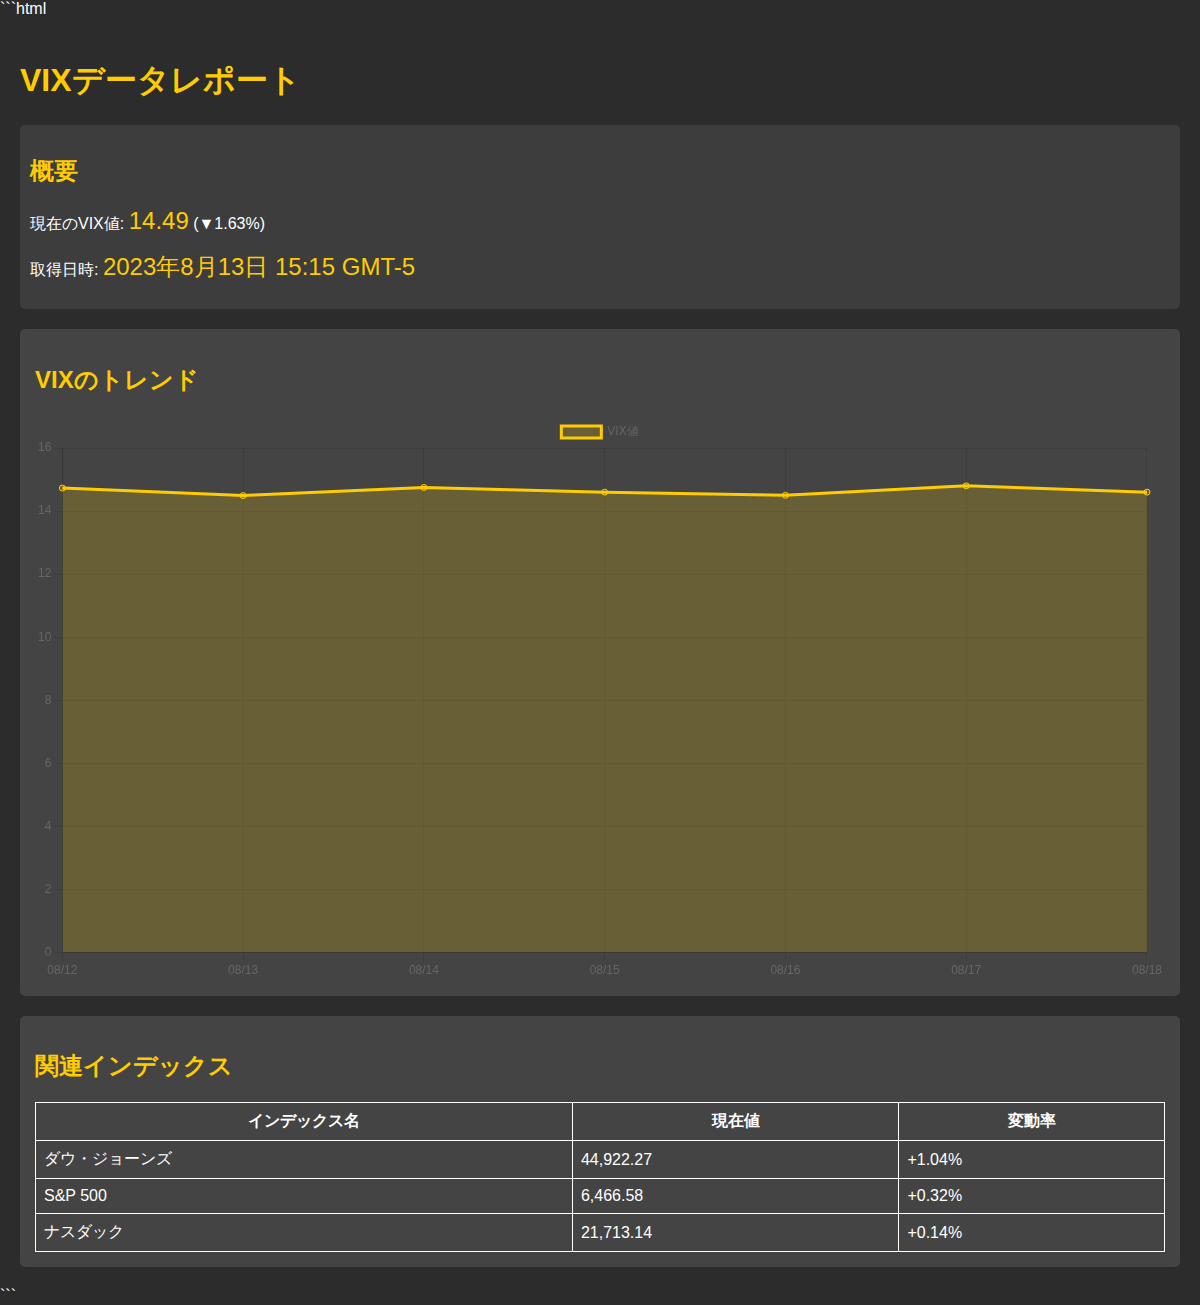 ```html
VIXデータレポート
概要
現在のVIX値: 14.49 (▼1.63%)
取得日時: 2023年8月13日 15:15 GMT-5
VIXのトレンド
VIX値
16
14
12
10
8
6
4
2
0
08/12 08/13 08/14 08/15 08/16 08/17 08/18
関連インデックス
インデックス名 現在値 変動率
ダウ・ジョーンズ 44,922.27 +1.04%
S&P 500 6,466.58 +0.32%
ナスダック 21,713.14 +0.14%
```